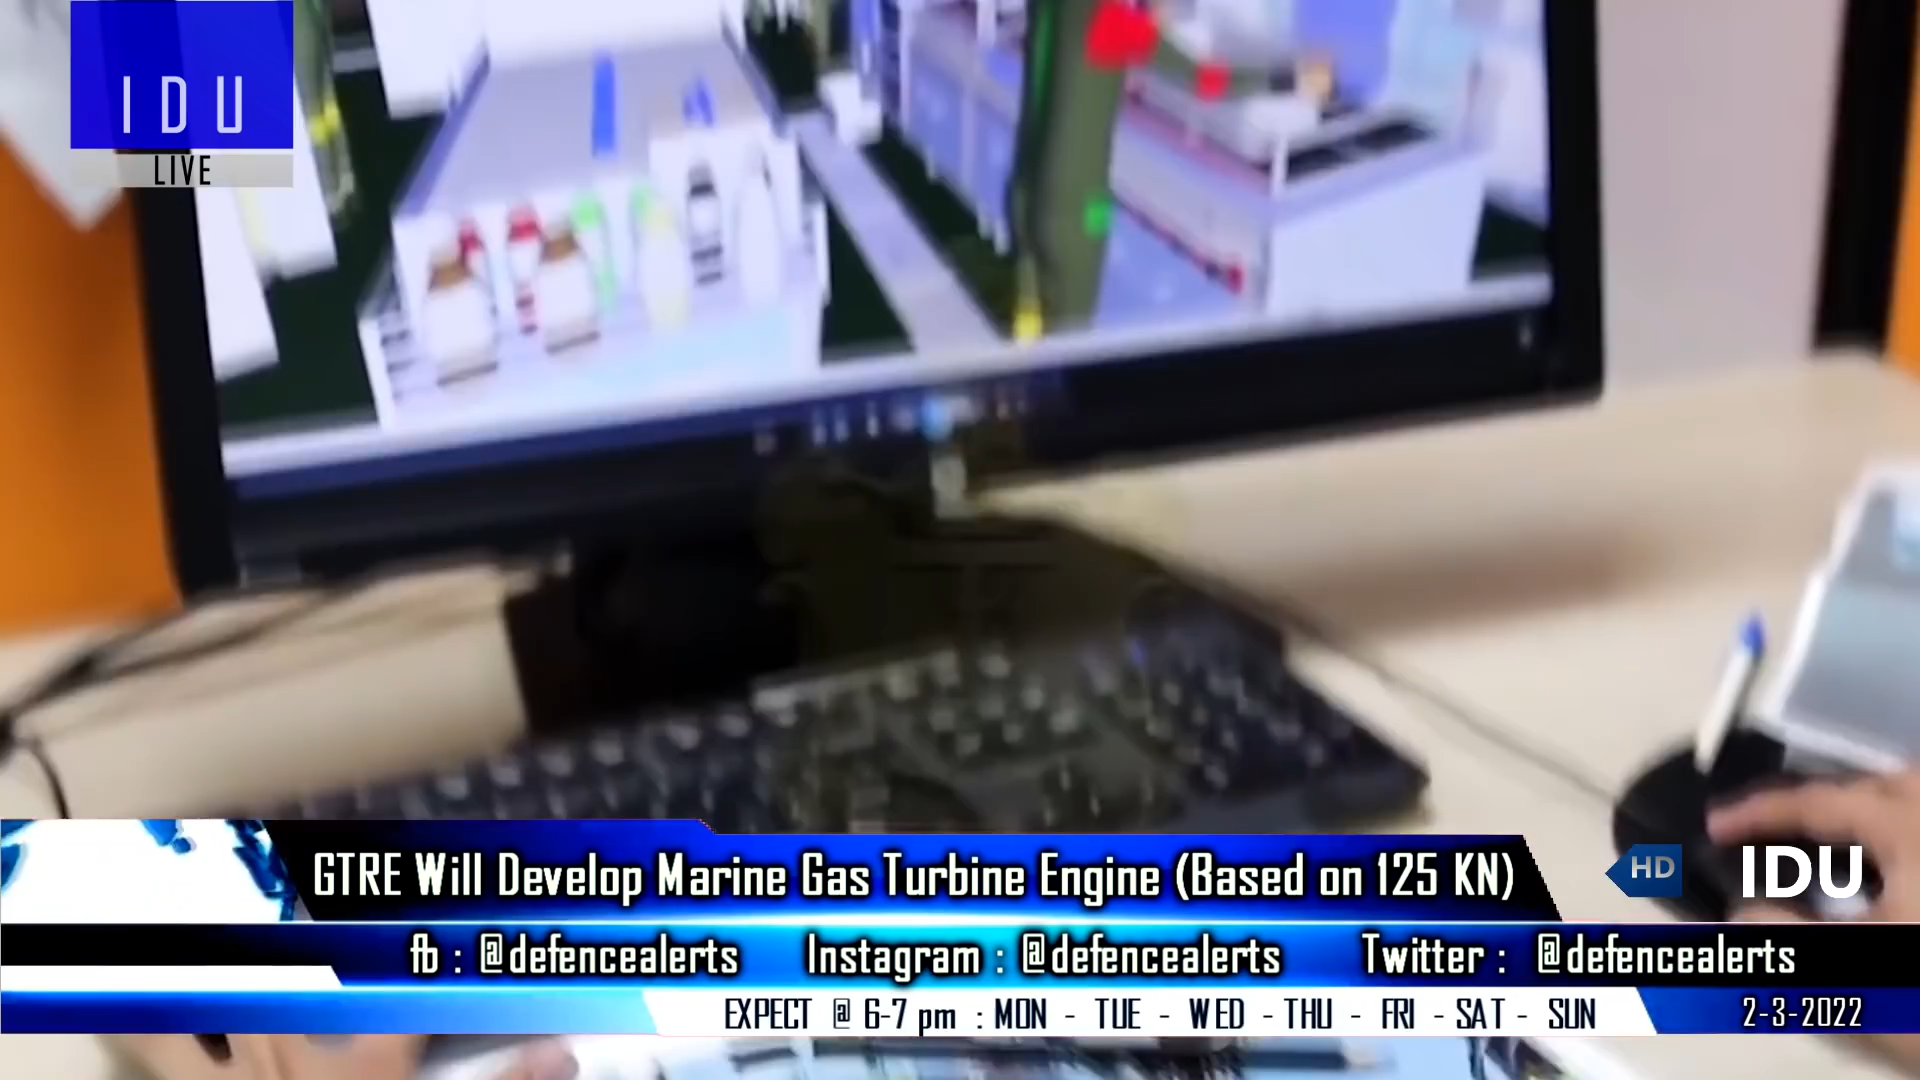 IDU
LIVE
GTRE Will Develop Marine Gas Turbine Engine (Based on 125 KN)
HD
IDU
fb : @defencealerts Instagram : @defencealerts Twitter : @defencealerts
EXPECT @ 6-7 pm : MON - TUE - WED - THU - FRI - SAT - SUN
2-3-2022